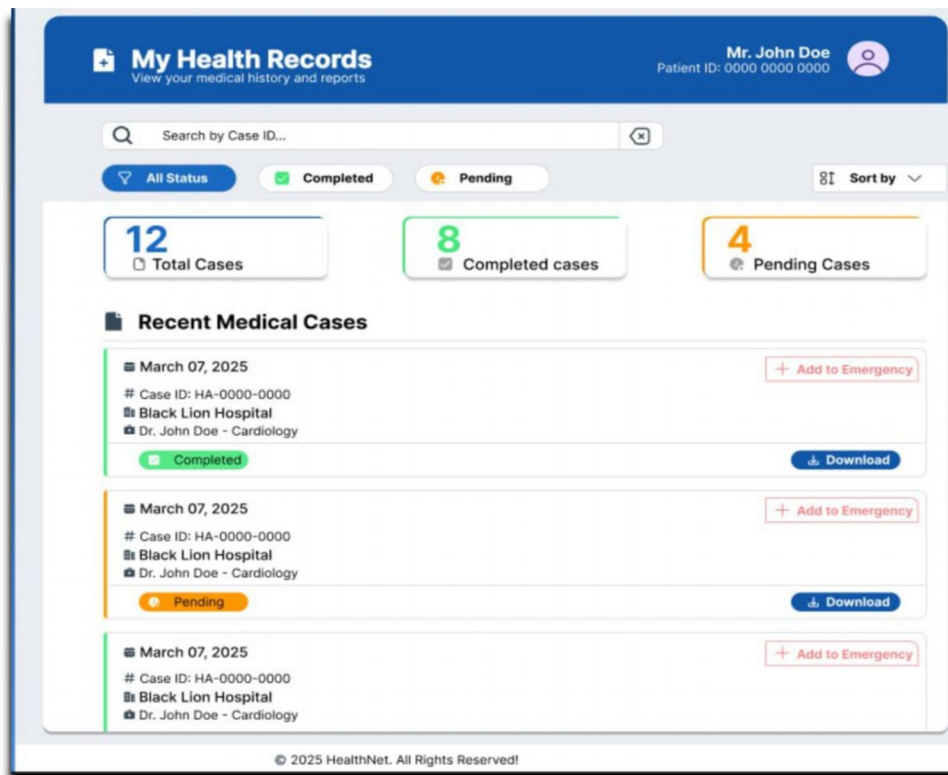 My Health Records
View your medical history and reports
Mr. John Doe
Patient ID: 0000 0000 0000
Search by Case ID...
All Status
Completed
Pending
Sort by
12
Total Cases
8
Completed cases
4
Pending Cases
Recent Medical Cases
March 07, 2025
+ Add to Emergency
# Case ID: HA-0000-0000
Black Lion Hospital
Dr. John Doe - Cardiology
Completed
Download
March 07, 2025
+ Add to Emergency
# Case ID: HA-0000-0000
Black Lion Hospital
Dr. John Doe - Cardiology
Pending
Download
March 07, 2025
+ Add to Emergency
# Case ID: HA-0000-0000
Black Lion Hospital
Dr. John Doe - Cardiology
© 2025 HealthNet. All Rights Reserved!